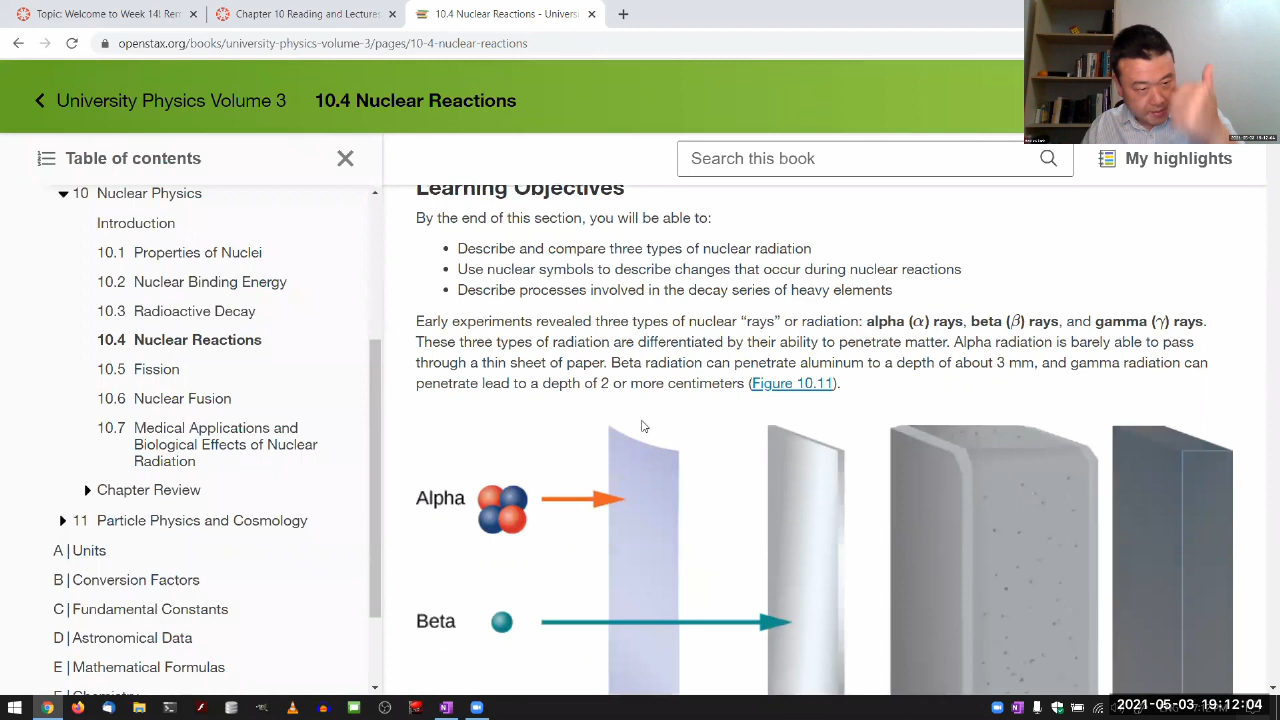 Topic: Welcome to Week 14| Ren
Chapter 10 Reading and Lectures
10.4 Nuclear Reactions - Universi
openstax.org/books/university-physics-volume-3/pages/10-4-nuclear-reactions
University Physics Volume 3
10.4 Nuclear Reactions
Table of contents
Search this book
My highlights
10 Nuclear Physics
Introduction
10.1 Properties of Nuclei
10.2 Nuclear Binding Energy
10.3 Radioactive Decay
10.4 Nuclear Reactions
10.5 Fission
10.6 Nuclear Fusion
10.7 Medical Applications and
Biological Effects of Nuclear
Radiation
Chapter Review
11 Particle Physics and Cosmology
A | Units
B | Conversion Factors
C | Fundamental Constants
D | Astronomical Data
E | Mathematical Formulas
Learning Objectives
By the end of this section, you will be able to:
• Describe and compare three types of nuclear radiation
• Use nuclear symbols to describe changes that occur during nuclear reactions
• Describe processes involved in the decay series of heavy elements
Early experiments revealed three types of nuclear “rays” or radiation: alpha (α) rays, beta (β) rays, and gamma (γ) rays.
These three types of radiation are differentiated by their ability to penetrate matter. Alpha radiation is barely able to pass
through a thin sheet of paper. Beta radiation can penetrate aluminum to a depth of about 3 mm, and gamma radiation can
penetrate lead to a depth of 2 or more centimeters (Figure 10.11).
Alpha
Beta
2021-05-03 19:12:04
2021-05-03 19:12:04